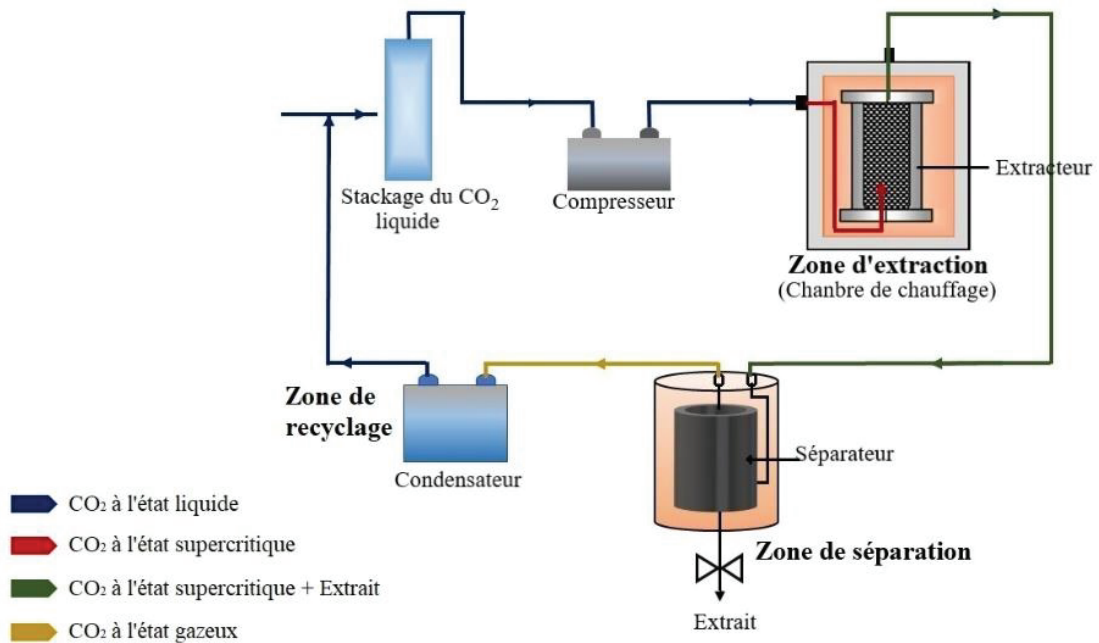 Stackage du CO2
liquide
Compresseur
Extracteur
Zone d'extraction
(Chanbre de chauffage)
Zone de
recyclage
Condensateur
Séparateur
Zone de séparation
Extrait
CO2 à l'état liquide
CO2 à l'état supercritique
CO2 à l'état supercritique + Extrait
CO2 à l'état gazeux